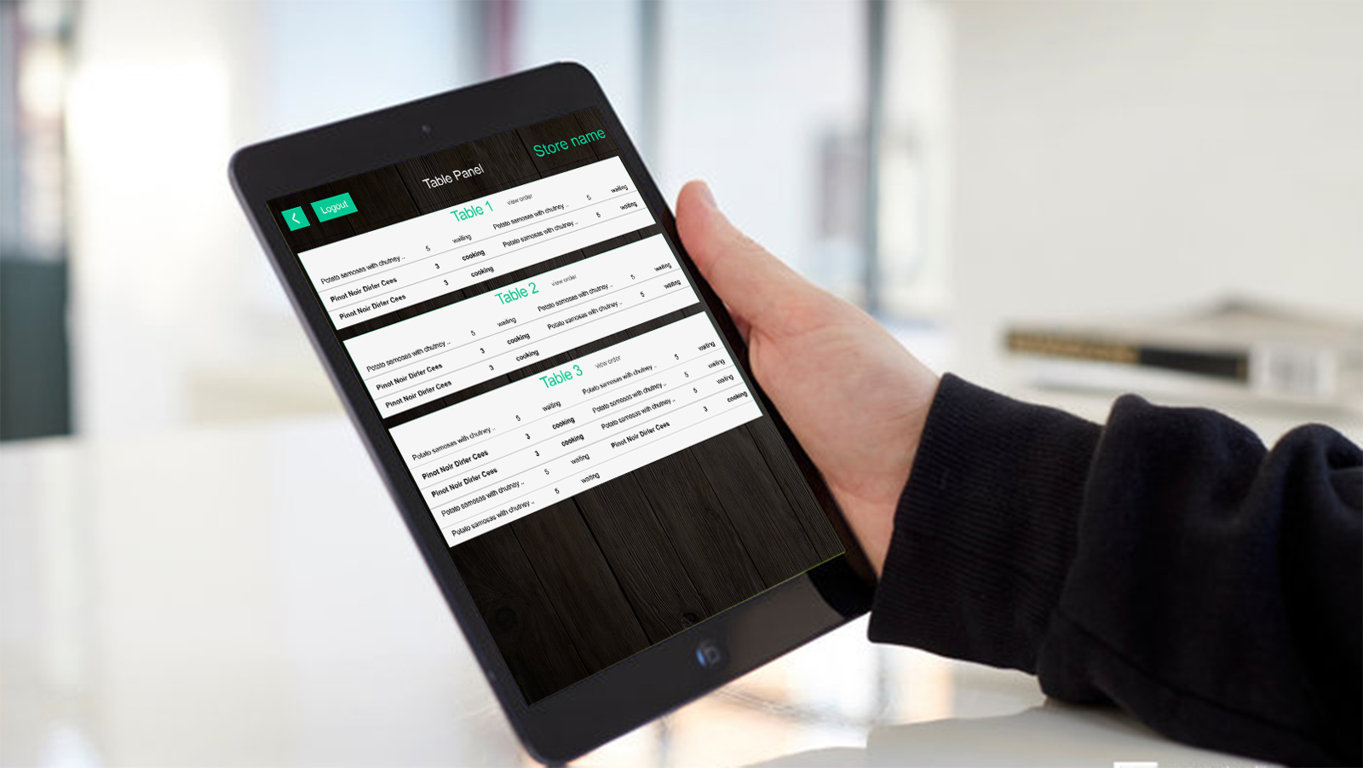 Store name
Table Panel
< Logout
Table 1 view order
Potato samosas with chutney .. 5 waiting Potato samosas with chutney .. 5 waiting
Pinot Noir Dirler Cees 3 cooking Potato samosas with chutney .. 5 waiting
Pinot Noir Dirler Cees 3 cooking
Table 2 view order
Potato samosas with chutney .. 5 waiting Potato samosas with chutney .. 5 waiting
Pinot Noir Dirler Cees 3 cooking Potato samosas with chutney .. 5 waiting
Pinot Noir Dirler Cees 3 cooking
Table 3 view order
Potato samosas with chutney .. 5 waiting Potato samosas with chutney .. 5 waiting
Pinot Noir Dirler Cees 3 cooking Potato samosas with chutney .. 5 waiting
Pinot Noir Dirler Cees 3 cooking Potato samosas with chutney .. 5 waiting
Potato samosas with chutney .. 5 waiting Pinot Noir Dirler Cees 3 cooking
Potato samosas with chutney .. 5 waiting